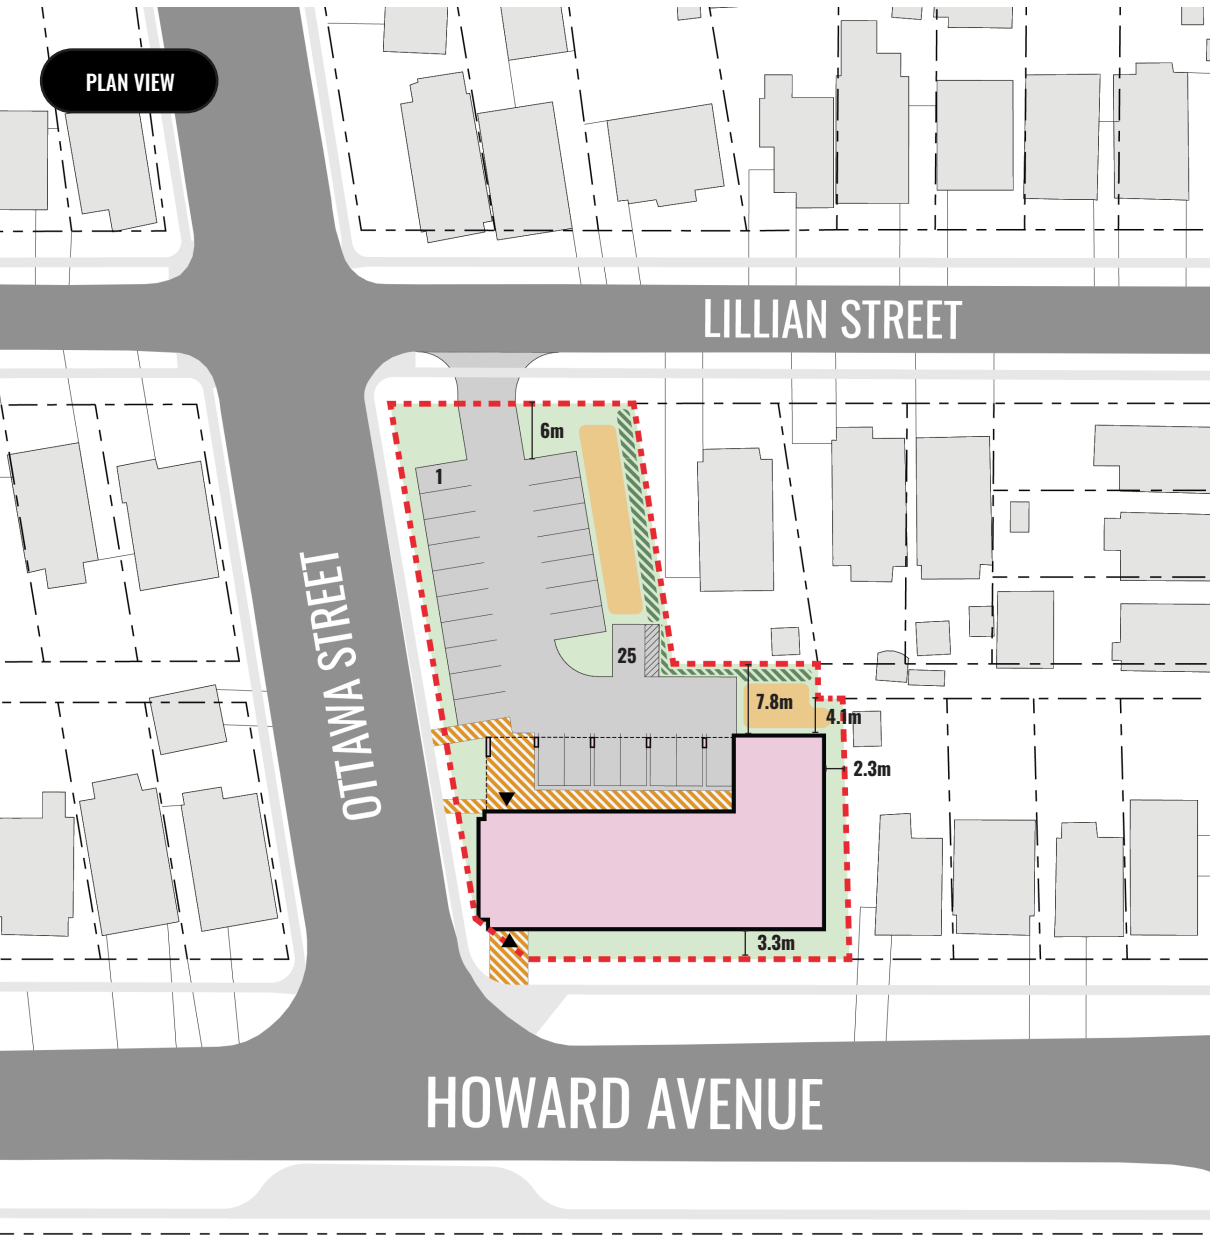 PLAN VIEW
LILLIAN STREET
6m
1
OTTAWA STREET
25
7.8m
4.1m
2.3m
3.3m
HOWARD AVENUE